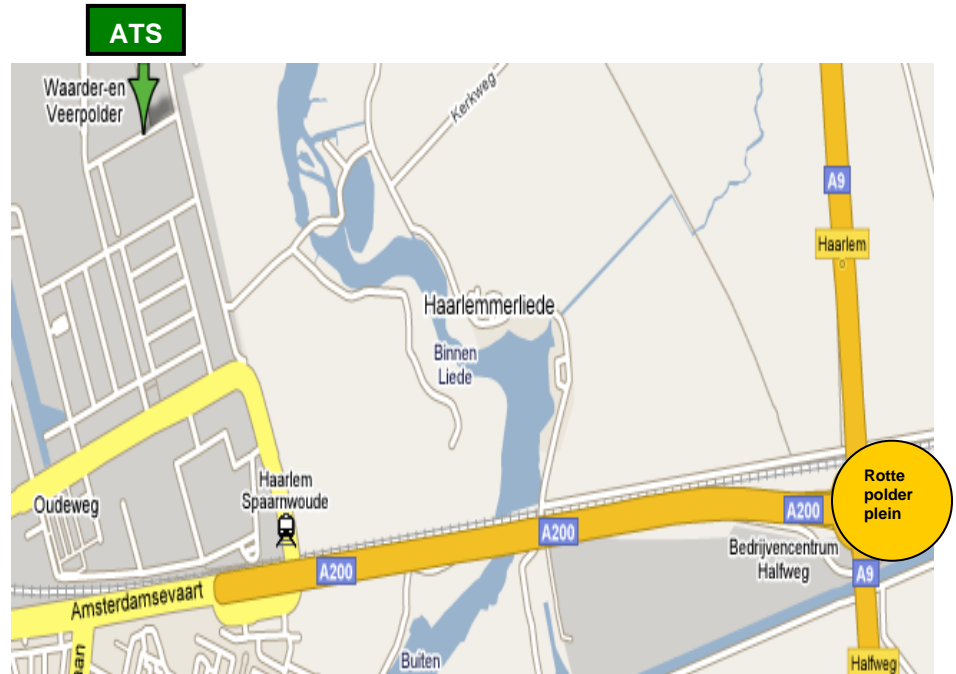 ATS
Waarder-en
Veerpolder
Kerkweg
A9
Haarlem
Haarlemmerliede
Binnen
Liede
Haarlem
Spaarnwoude
Oudeweg
Rotte
polder
plein
A200
A200
A200
Bedrijvencentrum
Halfweg
A9
Amsterdamsevaart
aan
Buiten
Halfweg